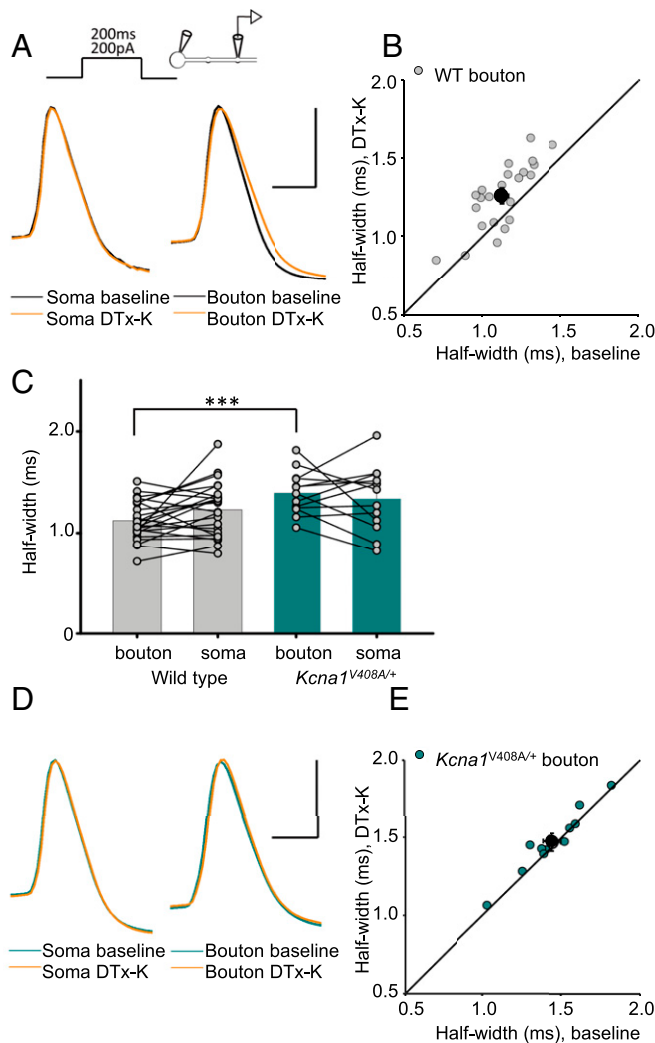 A
200ms
200pA
Soma baseline
Bouton baseline
Soma DTx-K
Bouton DTx-K
B
2.0
1.5
1.0
0.5
0.5
1.0
1.5
2.0
WT bouton
Half-width (ms), DTx-K
Half-width (ms), baseline
C
***
2.0
1.0
0
Half-width (ms)
bouton
soma
bouton
soma
Wild type
Kcna1V408A/+
D
Soma baseline
Bouton baseline
Soma DTx-K
Bouton DTx-K
E
2.0
1.5
1.0
0.5
0.5
1.0
1.5
2.0
Kcna1V408A/+ bouton
Half-width (ms), DTx-K
Half-width (ms), baseline